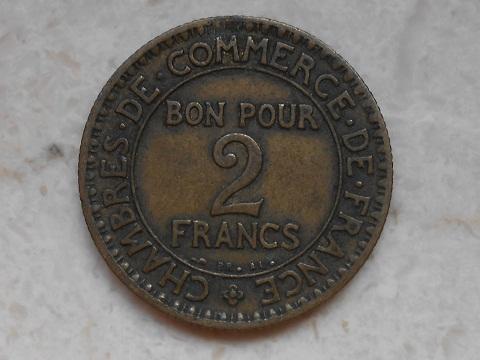 CHAMBRES · DE · COMMERCE · DE · FRANCE
BON POUR
2
FRANCS